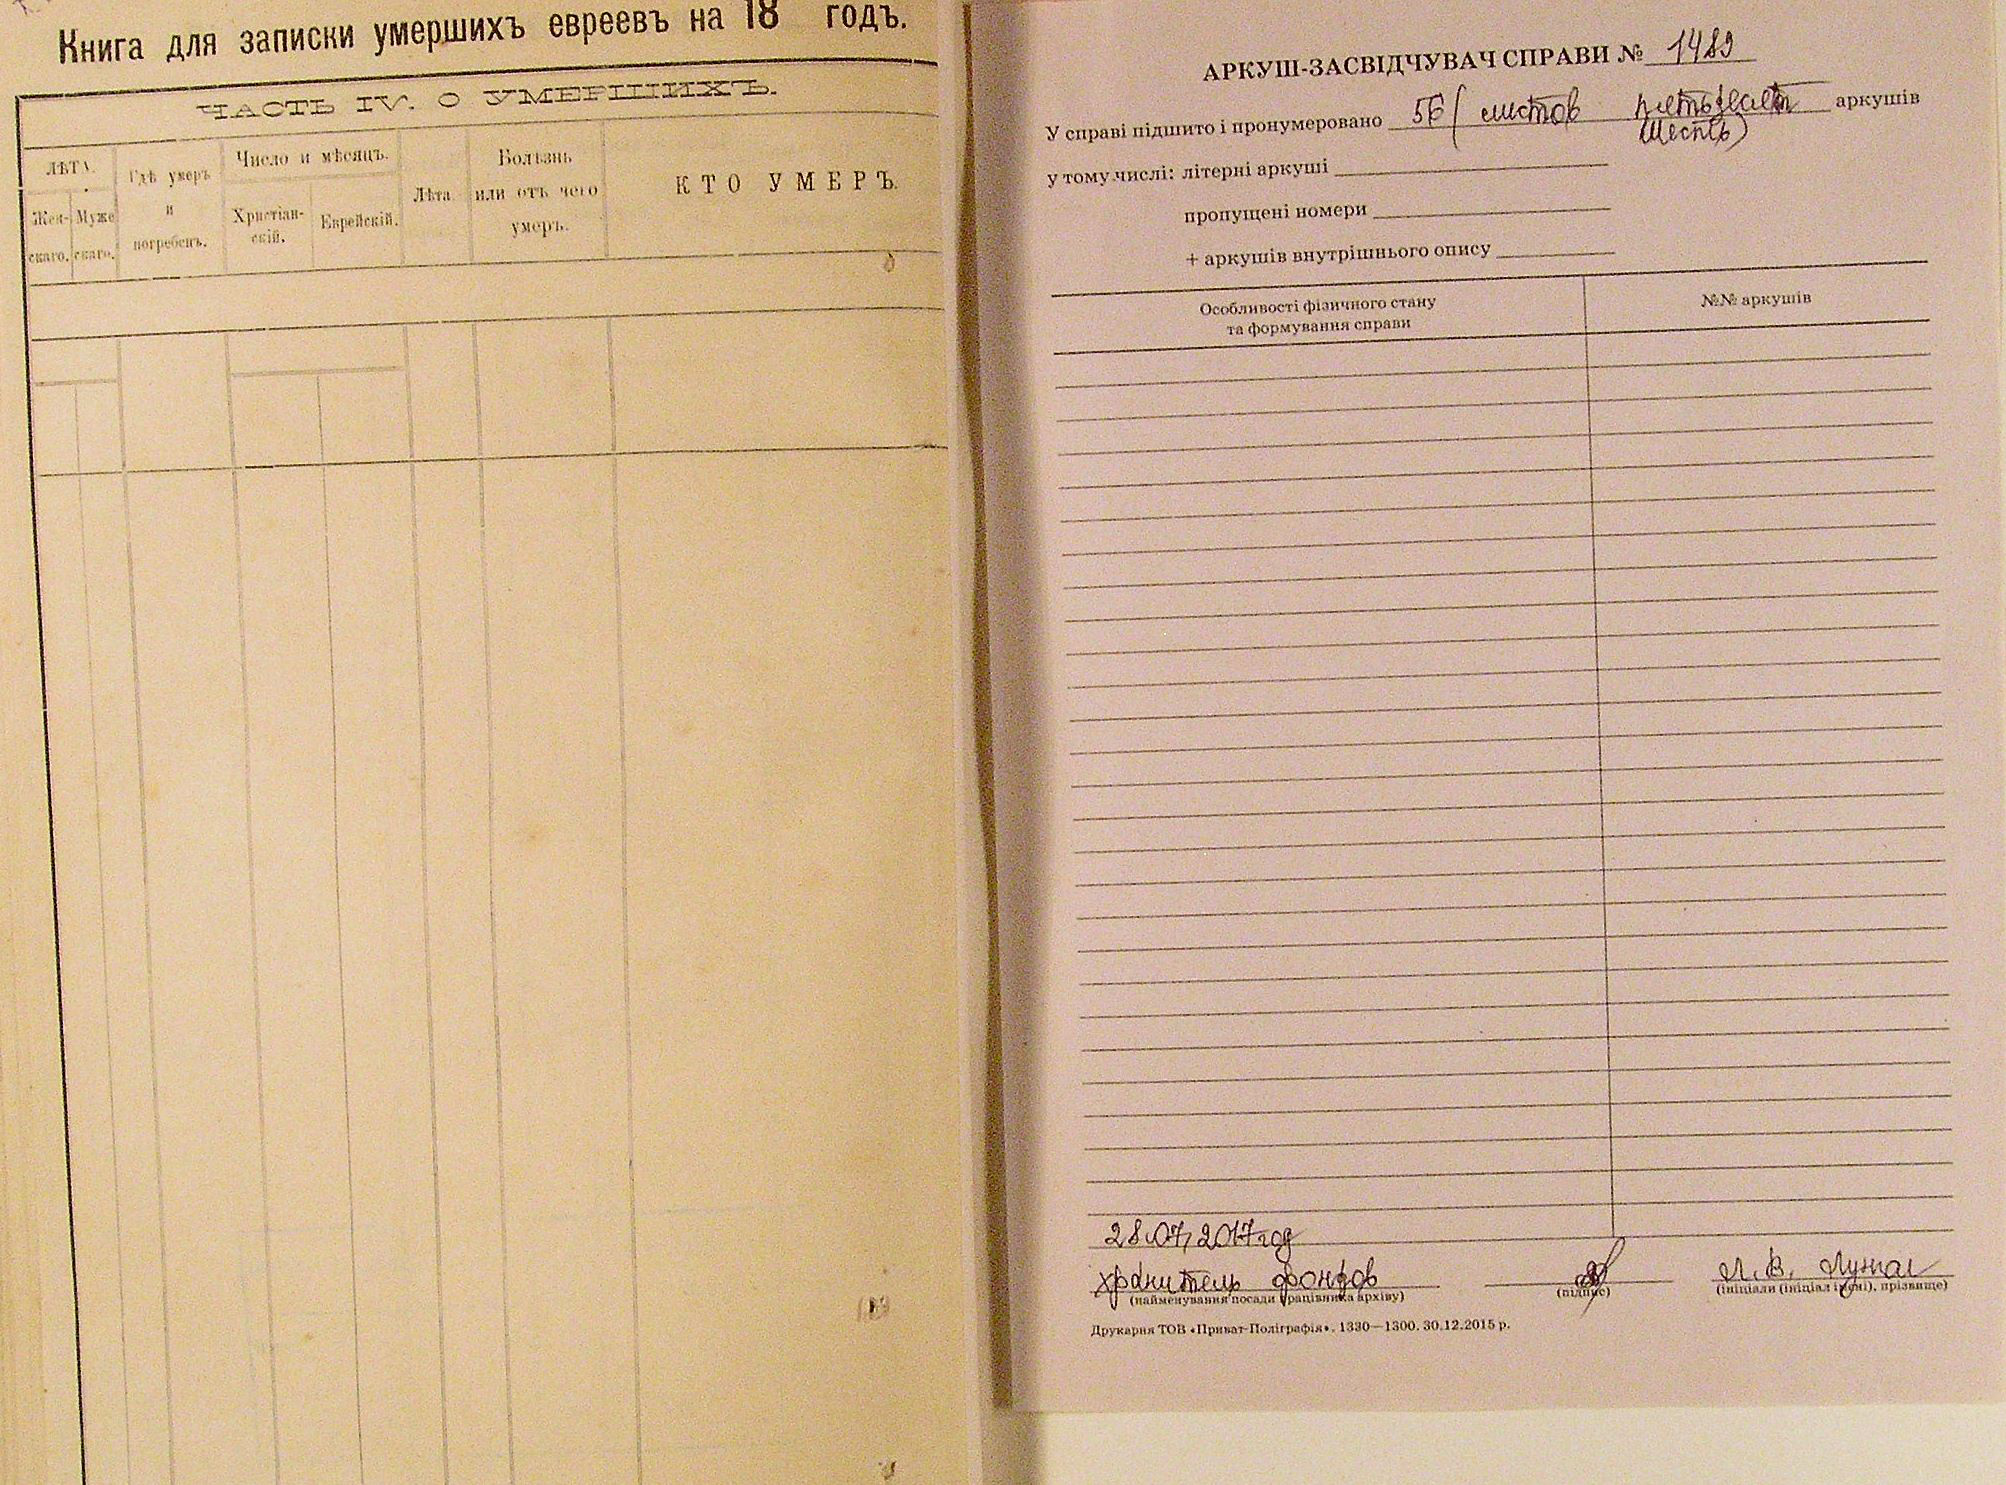 Книга для записки умершихъ евреевъ на 18 годъ.
ЧАСТЬ IV. О УМЕРШИХЪ.
ЛѢТА.
Жен-
скаго.
Муже
скаго.
Гдѣ умеръ
и
погребенъ.
Число и мѣсяцъ.
Христіан-
скій.
Еврейскій.
Лѣта
Болѣзнь
или отъ чего
умеръ.
КТО УМЕРЪ.
АРКУШ-ЗАСВІДЧУВАЧ СПРАВИ № 1489
У справі підшито і пронумеровано 56 (листов пятьдесят аркушів
шесть)
у тому числі: літерні аркуші
пропущені номери
+ аркушів внутрішнього опису
Особливості фізичного стану
та формування справи
№№ аркушів
28.07.2017 год
хранитель фондов Л.В.
(найменування посади працівника архіву) (підпис) (ініціали (ініціал імені), прізвище)
Друкарня ТОВ «Приват-Поліграфія». 1330—1300. 30.12.2015 р.